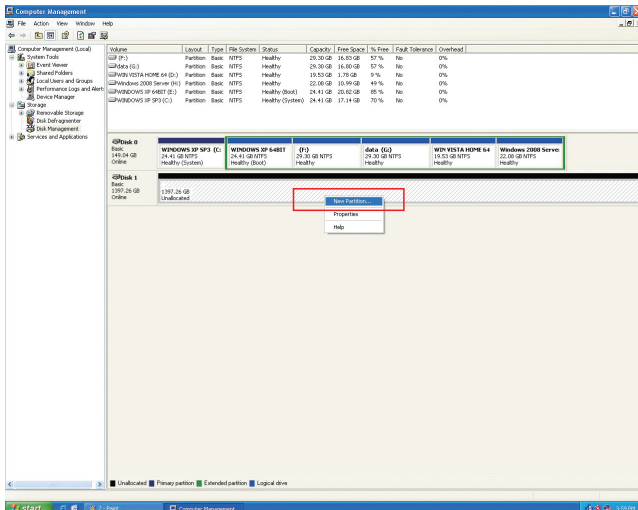 Computer Management
File Action View Window Help
Computer Management (Local)
System Tools
Event Viewer
Shared Folders
Local Users and Groups
Performance Logs and Alert
Device Manager
Storage
Removable Storage
Disk Defragmenter
Disk Management
Services and Applications
Volume Layout Type File System Status Capacity Free Space % Free Fault Tolerance Overhead
(F:) Partition Basic NTFS Healthy 29.30 GB 16.83 GB 57 % No 0%
data (G:) Partition Basic NTFS Healthy 29.30 GB 16.80 GB 57 % No 0%
WIN VISTA HOME 64 (D:) Partition Basic NTFS Healthy 19.53 GB 1.78 GB 9 % No 0%
Windows 2008 Server (H:) Partition Basic NTFS Healthy 22.08 GB 10.99 GB 49 % No 0%
WINDOWS XP 64BIT (E:) Partition Basic NTFS Healthy (Boot) 24.41 GB 20.82 GB 85 % No 0%
WINDOWS XP SP3 (C:) Partition Basic NTFS Healthy (System) 24.41 GB 17.14 GB 70 % No 0%
Disk 0
Basic
149.04 GB
Online
WINDOWS XP SP3 (C:
24.41 GB NTFS
Healthy (System)
WINDOWS XP 64BIT
24.41 GB NTFS
Healthy (Boot)
(F:)
29.30 GB NTFS
Healthy
data (G:)
29.30 GB NTFS
Healthy
WIN VISTA HOME 64
19.53 GB NTFS
Healthy
Windows 2008 Server
22.08 GB NTFS
Healthy
Disk 1
Basic
1397.26 GB
Online
1397.26 GB
Unallocated
New Partition...
Properties
Help
Unallocated Primary partition Extended partition Logical drive
start
Computer Management
3:58 PM